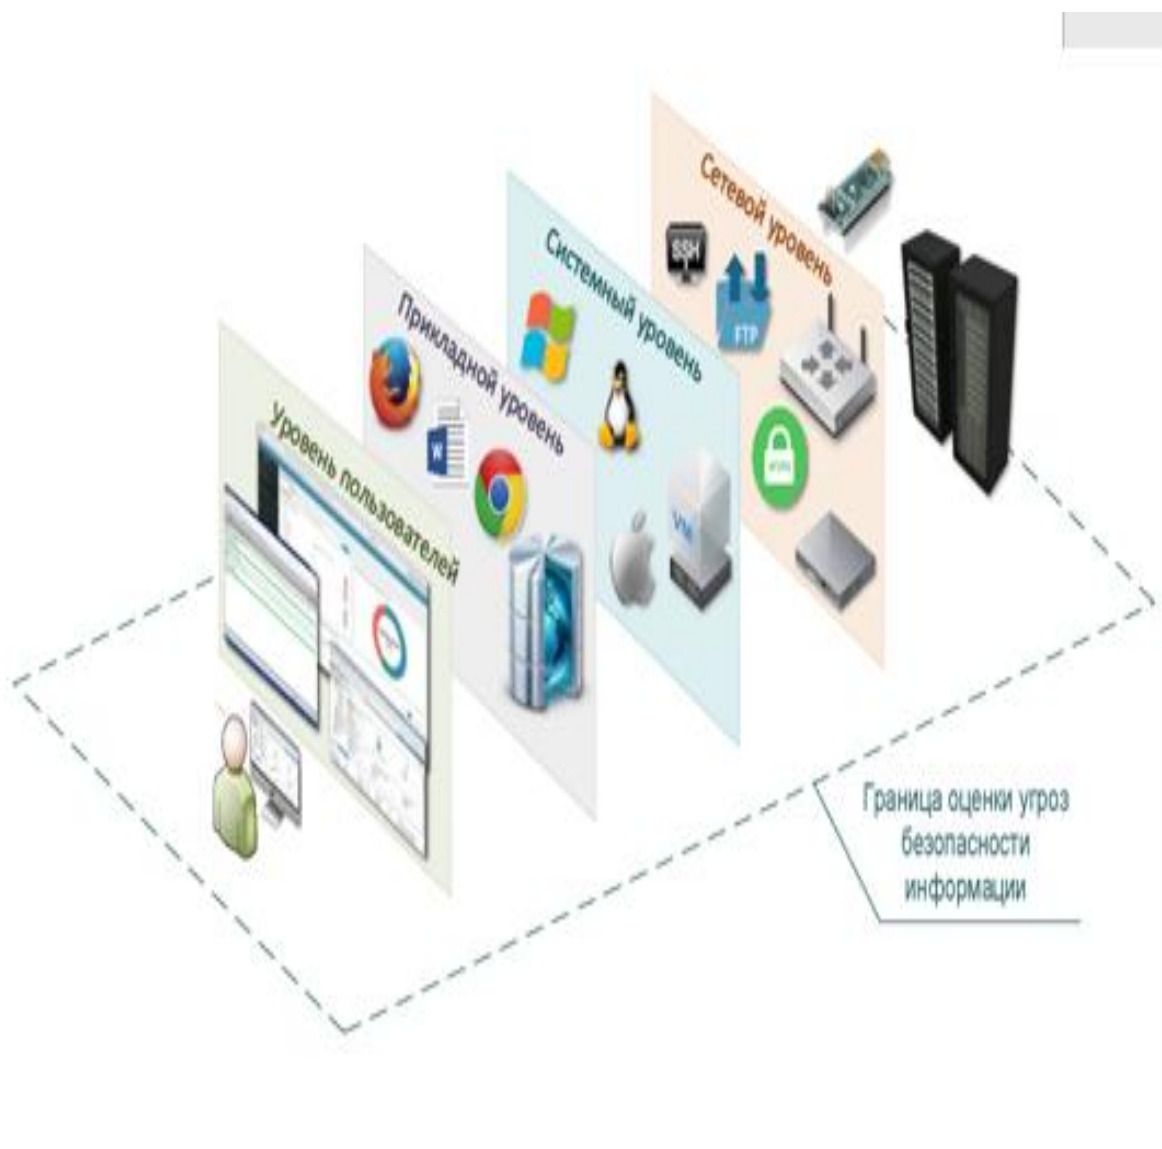 Сетевой уровень
SSH
FTP
Системный уровень
VM
Прикладной уровень
W
Уровень пользователей
Граница оценки угроз
безопасности
информации